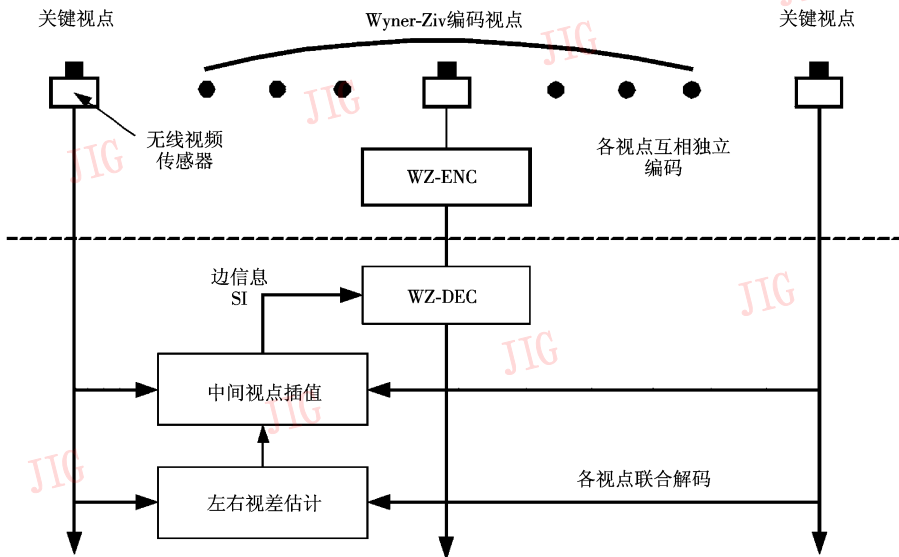 关键视点
Wyner-Ziv编码视点
关键视点
JIG
JIG
JIG
无线视频
传感器
各视点互相独立
编码
JIG
WZ-ENC
边信息
SI
WZ-DEC
JIG
JIG
中间视点插值
JIG
JIG
各视点联合解码
左右视差估计